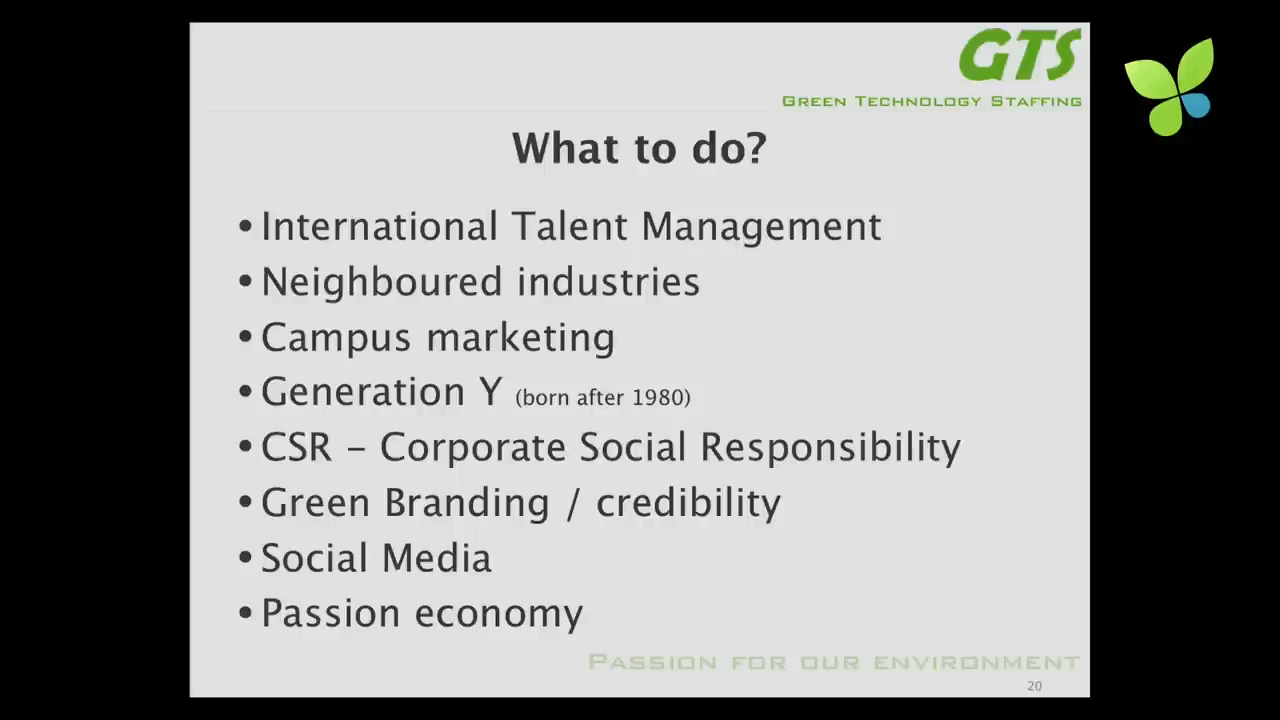 GTS
Green Technology Staffing
What to do?
• International Talent Management
• Neighboured industries
• Campus marketing
• Generation Y (born after 1980)
• CSR – Corporate Social Responsibility
• Green Branding / credibility
• Social Media
• Passion economy
Passion for our environment
20